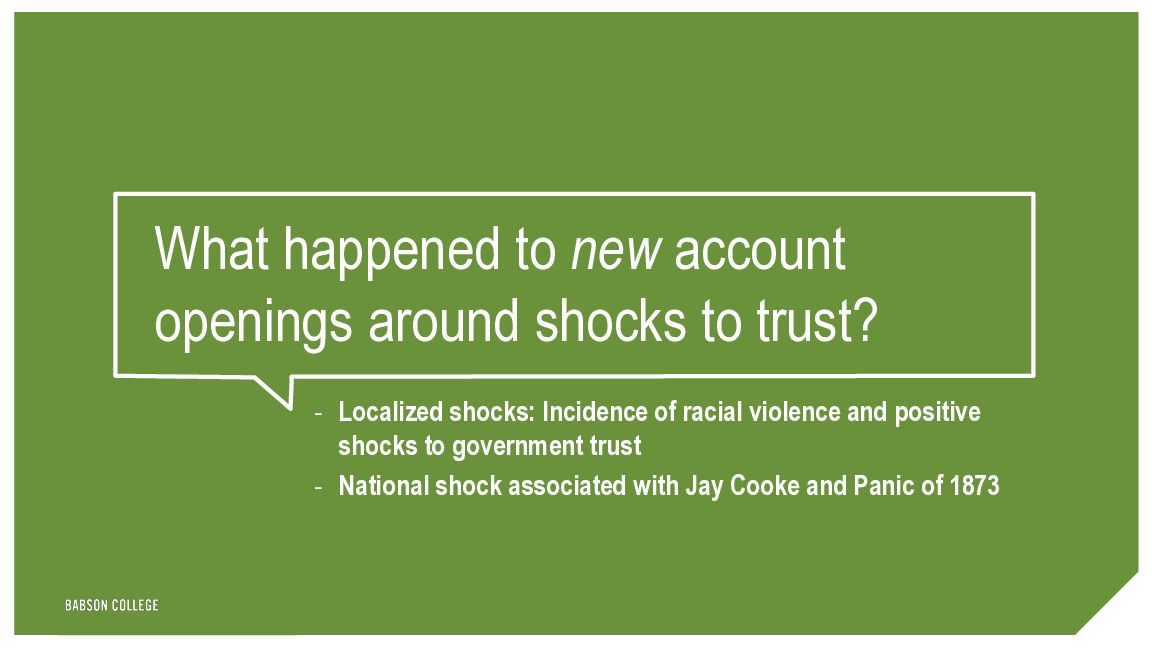 What happened to new account
openings around shocks to trust?
- Localized shocks: Incidence of racial violence and positive
shocks to government trust
- National shock associated with Jay Cooke and Panic of 1873
BABSON COLLEGE